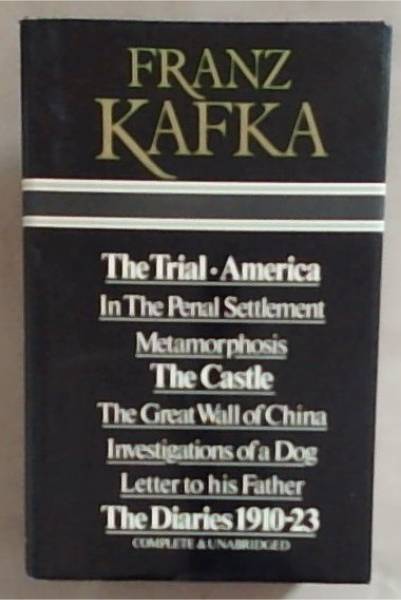 FRANZ
KAFKA
The Trial • America
In The Penal Settlement
Metamorphosis
The Castle
The Great Wall of China
Investigations of a Dog
Letter to his Father
The Diaries 1910-23
COMPLETE & UNABRIDGED